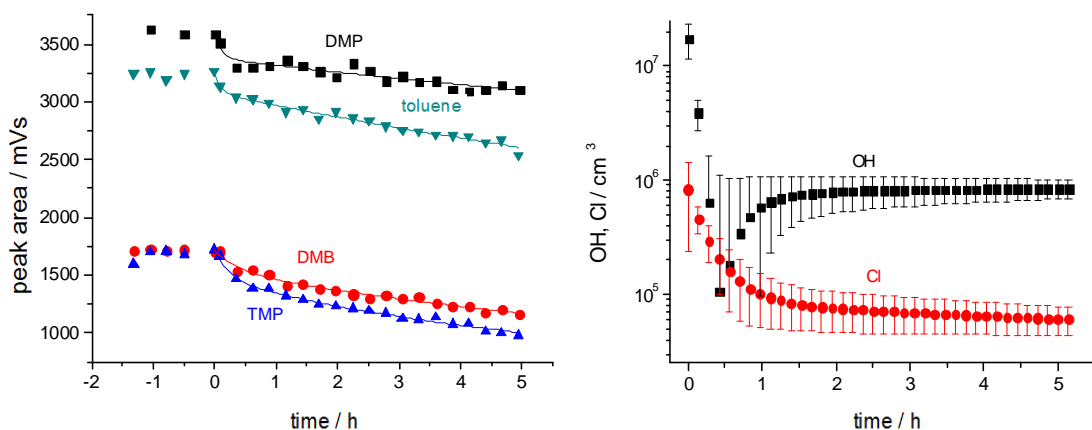 3500
3000
2500
1750
1500
1250
1000
peak area / mVs
DMP
toluene
DMB
TMP
-2 -1 0 1 2 3 4 5
time / h
10^7
10^6
10^5
OH, Cl / cm^3
OH
Cl
0 1 2 3 4 5
time / h